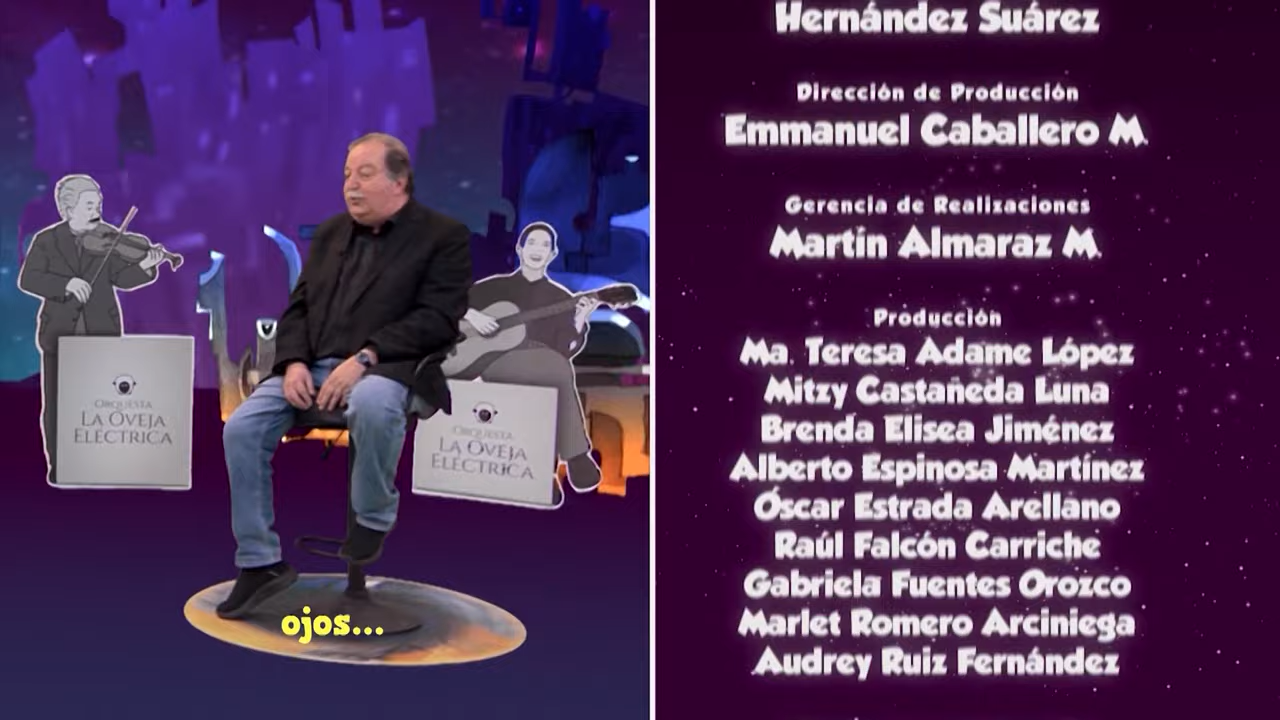 ORQUESTA
LA OVEJA
ELÉCTRICA
ORQUESTA
LA OVEJA
ELÉCTRICA
ojos...
Hernández Suárez
Dirección de Producción
Emmanuel Caballero M.
Gerencia de Realizaciones
Martín Almaraz M.
Producción
Ma. Teresa Adame López
Mitzy Castañeda Luna
Brenda Elisea Jiménez
Alberto Espinosa Martínez
Óscar Estrada Arellano
Raúl Falcón Carriche
Gabriela Fuentes Orozco
Marlet Romero Arciniega
Audrey Ruiz Fernández